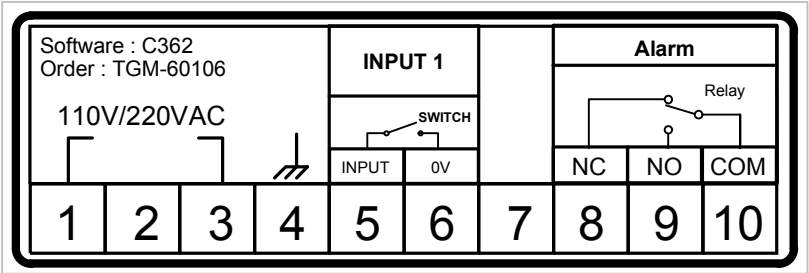 Software : C362
Order : TGM-60106
110V/220VAC
INPUT 1
SWITCH
INPUT 0V
Alarm
Relay
NC NO COM
1 2 3 4 5 6 7 8 9 10